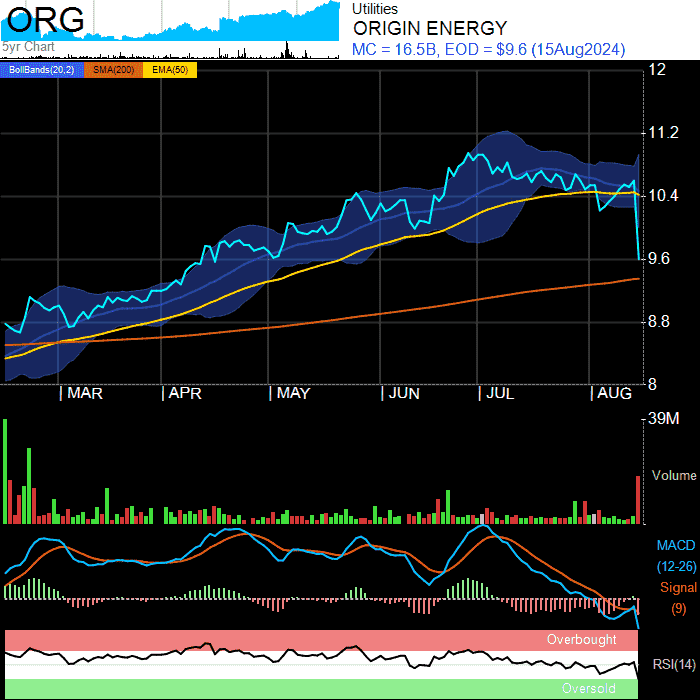 ORG
5yr Chart
Utilities
ORIGIN ENERGY
MC = 16.5B, EOD = $9.6 (15Aug2024)
BollBands(20,2) SMA(200) EMA(50)
12
11.2
10.4
9.6
8.8
8
MAR APR MAY JUN JUL AUG
39M
Volume
MACD
(12-26)
Signal
(9)
Overbought
RSI(14)
Oversold